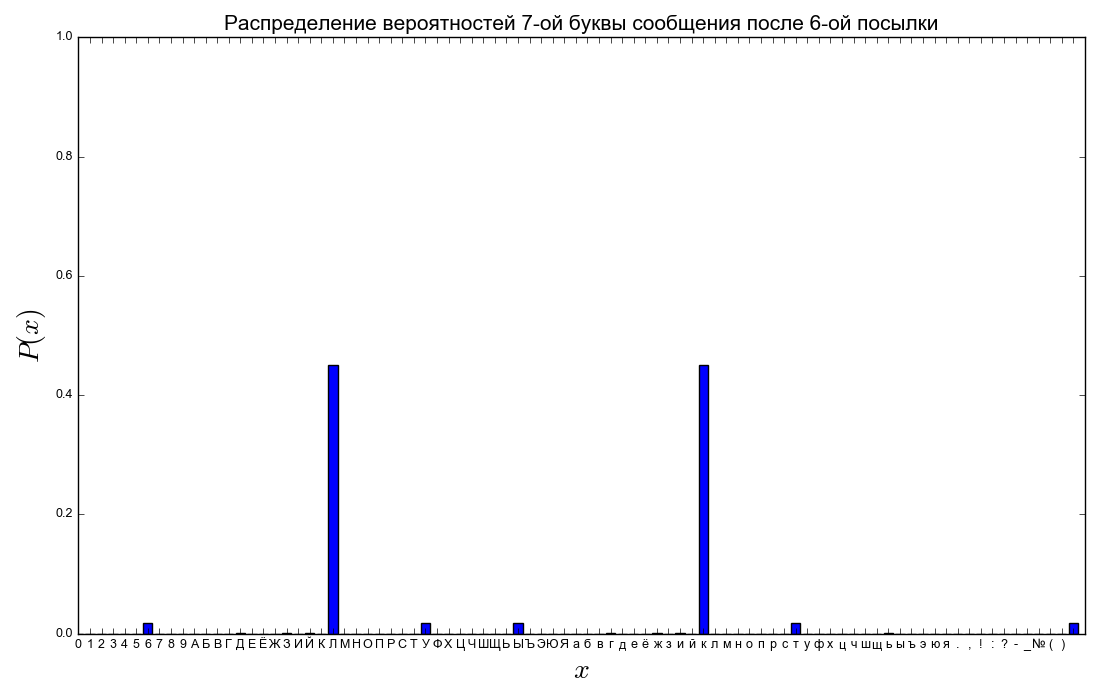 Распределение вероятностей 7-ой буквы сообщения после 6-ой посылки
1.0
0.8
0.6
0.4
0.2
0.0
P(x)
0 1 2 3 4 5 6 7 8 9 А Б В Г Д Е Ё Ж З И Й К Л М Н О П Р С Т У Ф Х Ц Ч Ш Щ Ь Ы Ъ Э Ю Я а б в г д е ё ж з и й к л м н о п р с т у ф х ц ч ш щ ь ы ъ э ю я . , ! : ? - _ № ( )
x